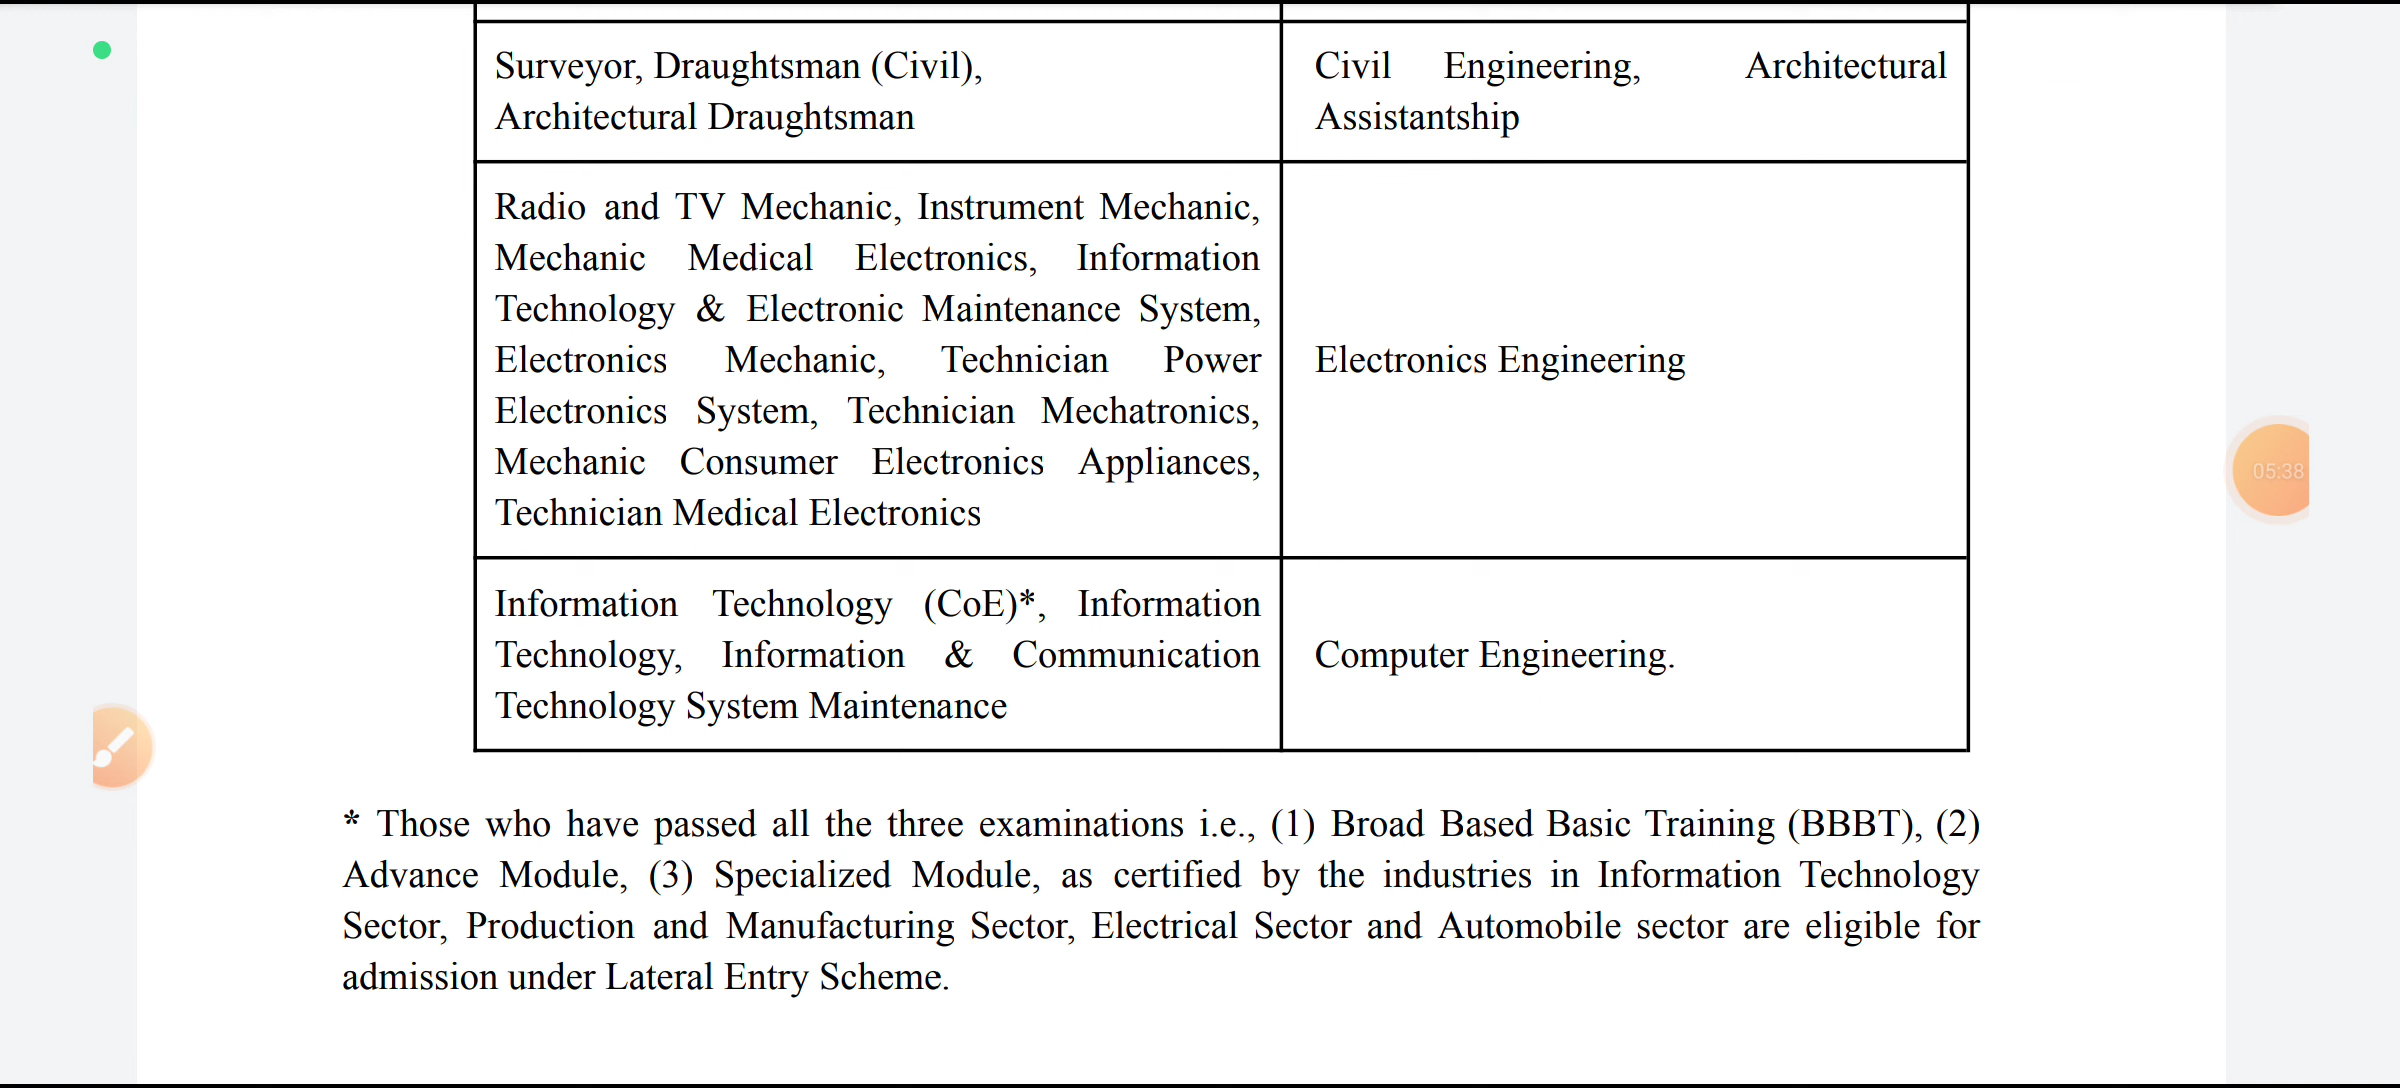 Surveyor, Draughtsman (Civil),
Architectural Draughtsman
Civil Engineering, Architectural
Assistantship
Radio and TV Mechanic, Instrument Mechanic,
Mechanic Medical Electronics, Information
Technology & Electronic Maintenance System,
Electronics Mechanic, Technician Power
Electronics System, Technician Mechatronics,
Mechanic Consumer Electronics Appliances,
Technician Medical Electronics
Electronics Engineering
Information Technology (CoE)*, Information
Technology, Information & Communication
Technology System Maintenance
Computer Engineering.
* Those who have passed all the three examinations i.e., (1) Broad Based Basic Training (BBBT), (2)
Advance Module, (3) Specialized Module, as certified by the industries in Information Technology
Sector, Production and Manufacturing Sector, Electrical Sector and Automobile sector are eligible for
admission under Lateral Entry Scheme.
05:38